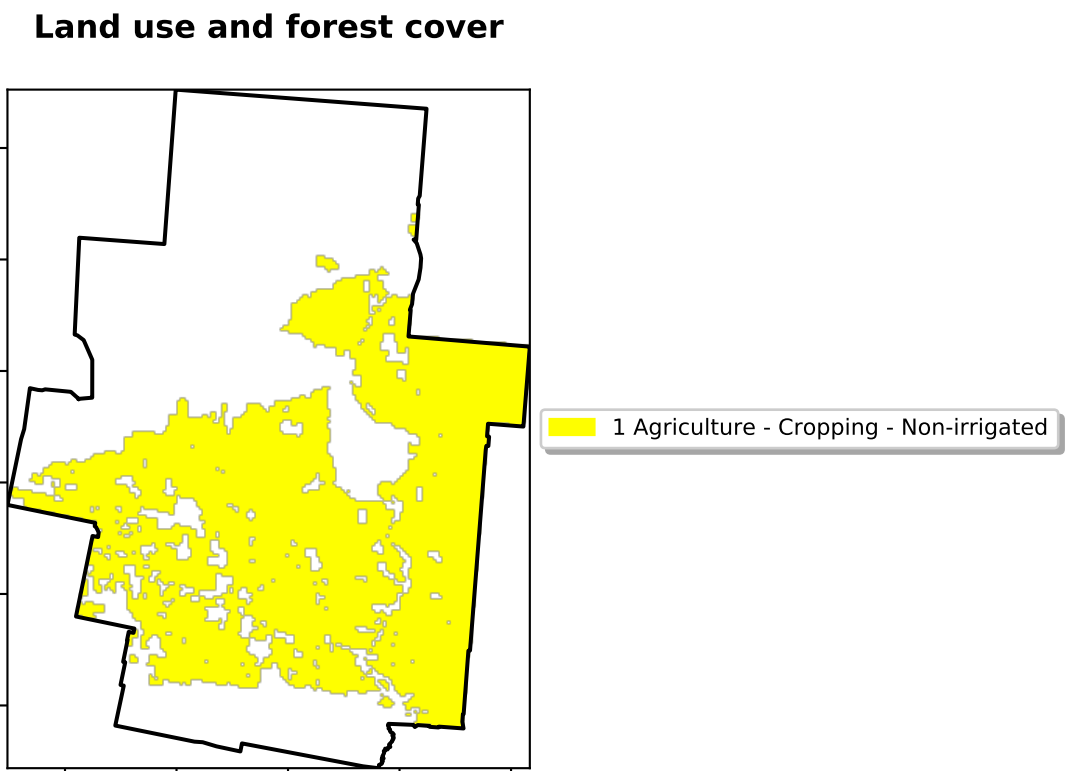 Land use and forest cover
1 Agriculture - Cropping - Non-irrigated